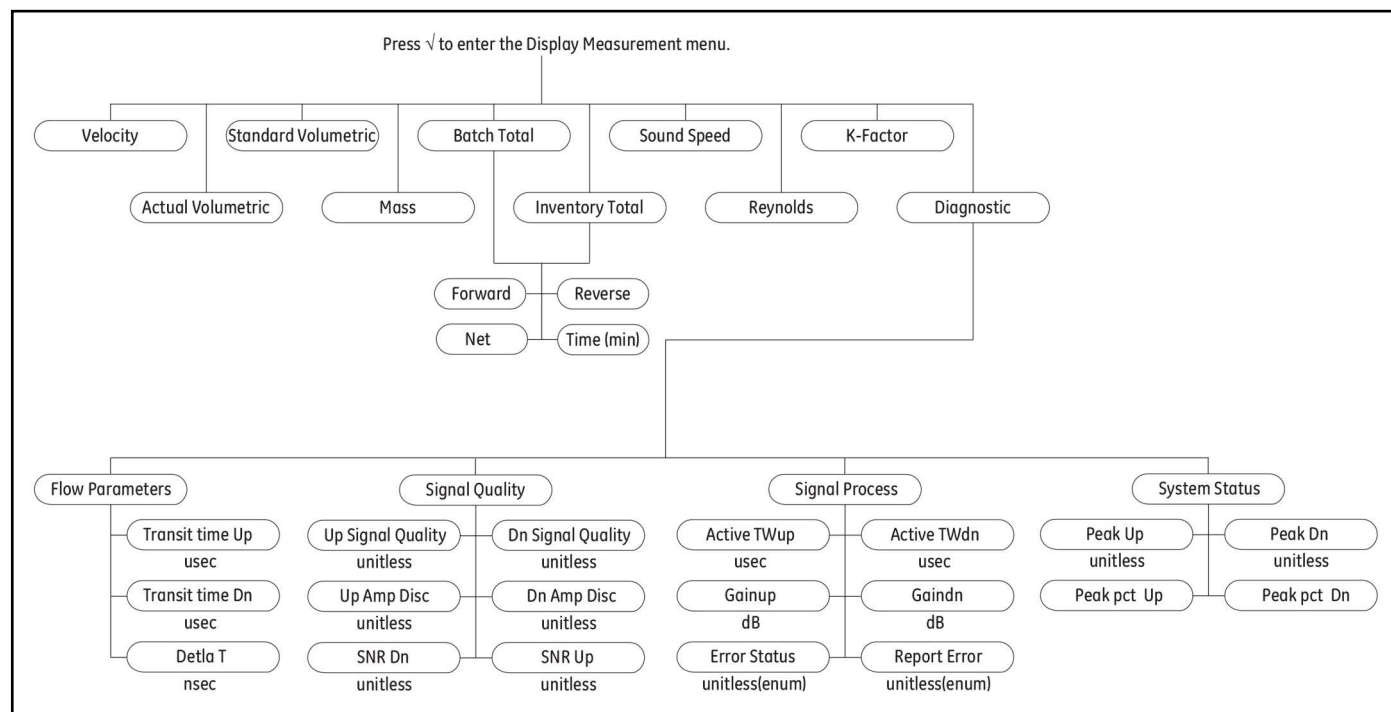 Press √ to enter the Display Measurement menu.
Velocity
Standard Volumetric
Batch Total
Sound Speed
K-Factor
Actual Volumetric
Mass
Inventory Total
Reynolds
Diagnostic
Forward
Reverse
Net
Time (min)
Flow Parameters
Signal Quality
Signal Process
System Status
Transit time Up
usec
Transit time Dn
usec
Detla T
nsec
Up Signal Quality
unitless
Dn Signal Quality
unitless
Up Amp Disc
unitless
Dn Amp Disc
unitless
SNR Dn
unitless
SNR Up
unitless
Active TWup
usec
Active TWdn
usec
Gainup
dB
Gaindn
dB
Error Status
unitless(enum)
Report Error
unitless(enum)
Peak Up
unitless
Peak Dn
unitless
Peak pct Up
Peak pct Dn